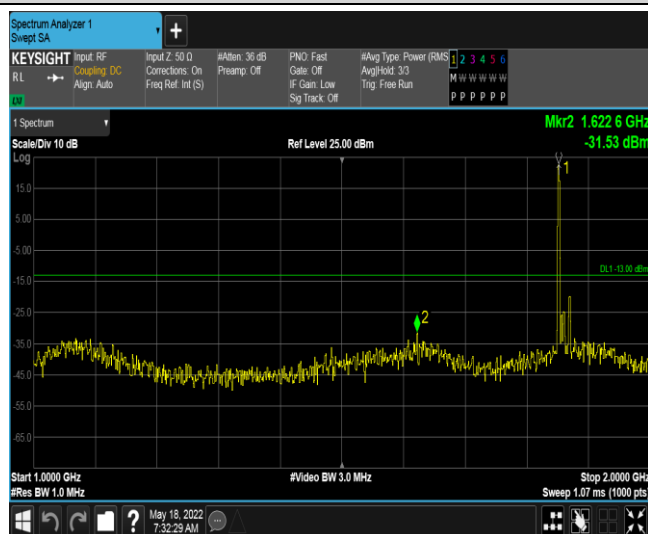 Spectrum Analyzer 1
Swept SA
+
KEYSIGHT Input: RF Input Z: 50 Ω #Atten: 36 dB PNO: Fast #Avg Type: Power (RMS 1 2 3 4 5 6
RL Coupling: DC Corrections: On Preamp: Off Gate: Off Avg|Hold: 3/3 M W W W W W
Align: Auto Freq Ref: Int (S) IF Gain: Low Trig: Free Run
Sig Track: Off P P P P P P
LXI
1 Spectrum
Mkr2 1.622 6 GHz
Scale/Div 10 dB Ref Level 25.00 dBm -31.53 dBm
Log
1
15.0
5.00
-5.00
DL1 -13.00 dBm
-15.0
-25.0
2
-35.0
-45.0
-55.0
-65.0
Start 1.0000 GHz #Video BW 3.0 MHz Stop 2.0000 GHz
#Res BW 1.0 MHz Sweep 1.07 ms (1000 pts)
? May 18, 2022
7:32:29 AM